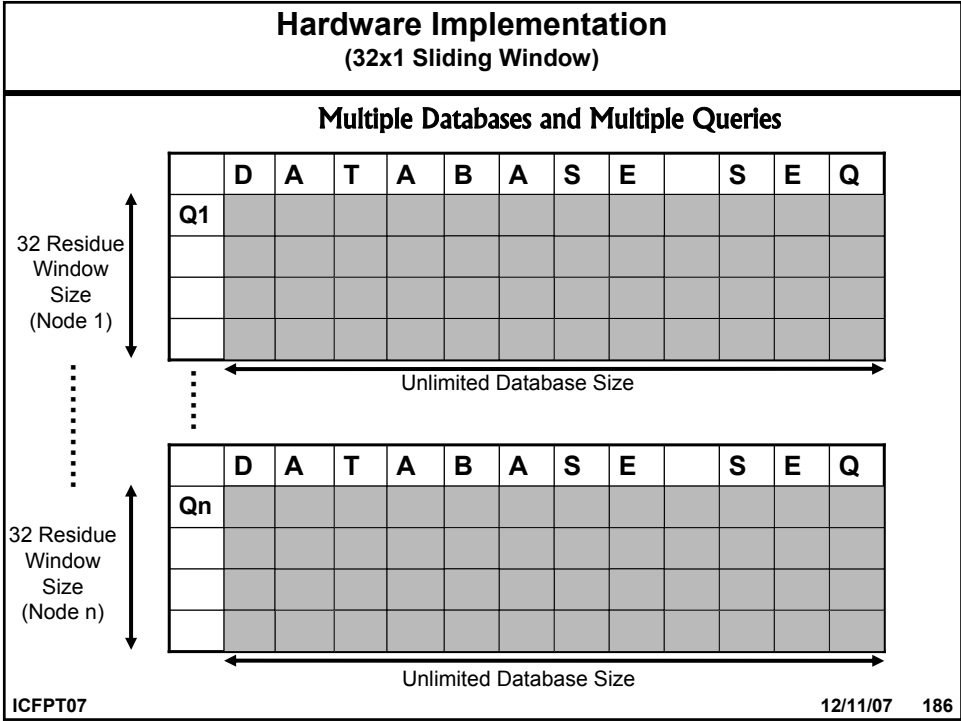 Hardware Implementation
(32x1 Sliding Window)
Multiple Databases and Multiple Queries
D A T A B A S E S E Q
Q1
32 Residue
Window
Size
(Node 1)
Unlimited Database Size
D A T A B A S E S E Q
Qn
32 Residue
Window
Size
(Node n)
Unlimited Database Size
ICFPT07 12/11/07 186